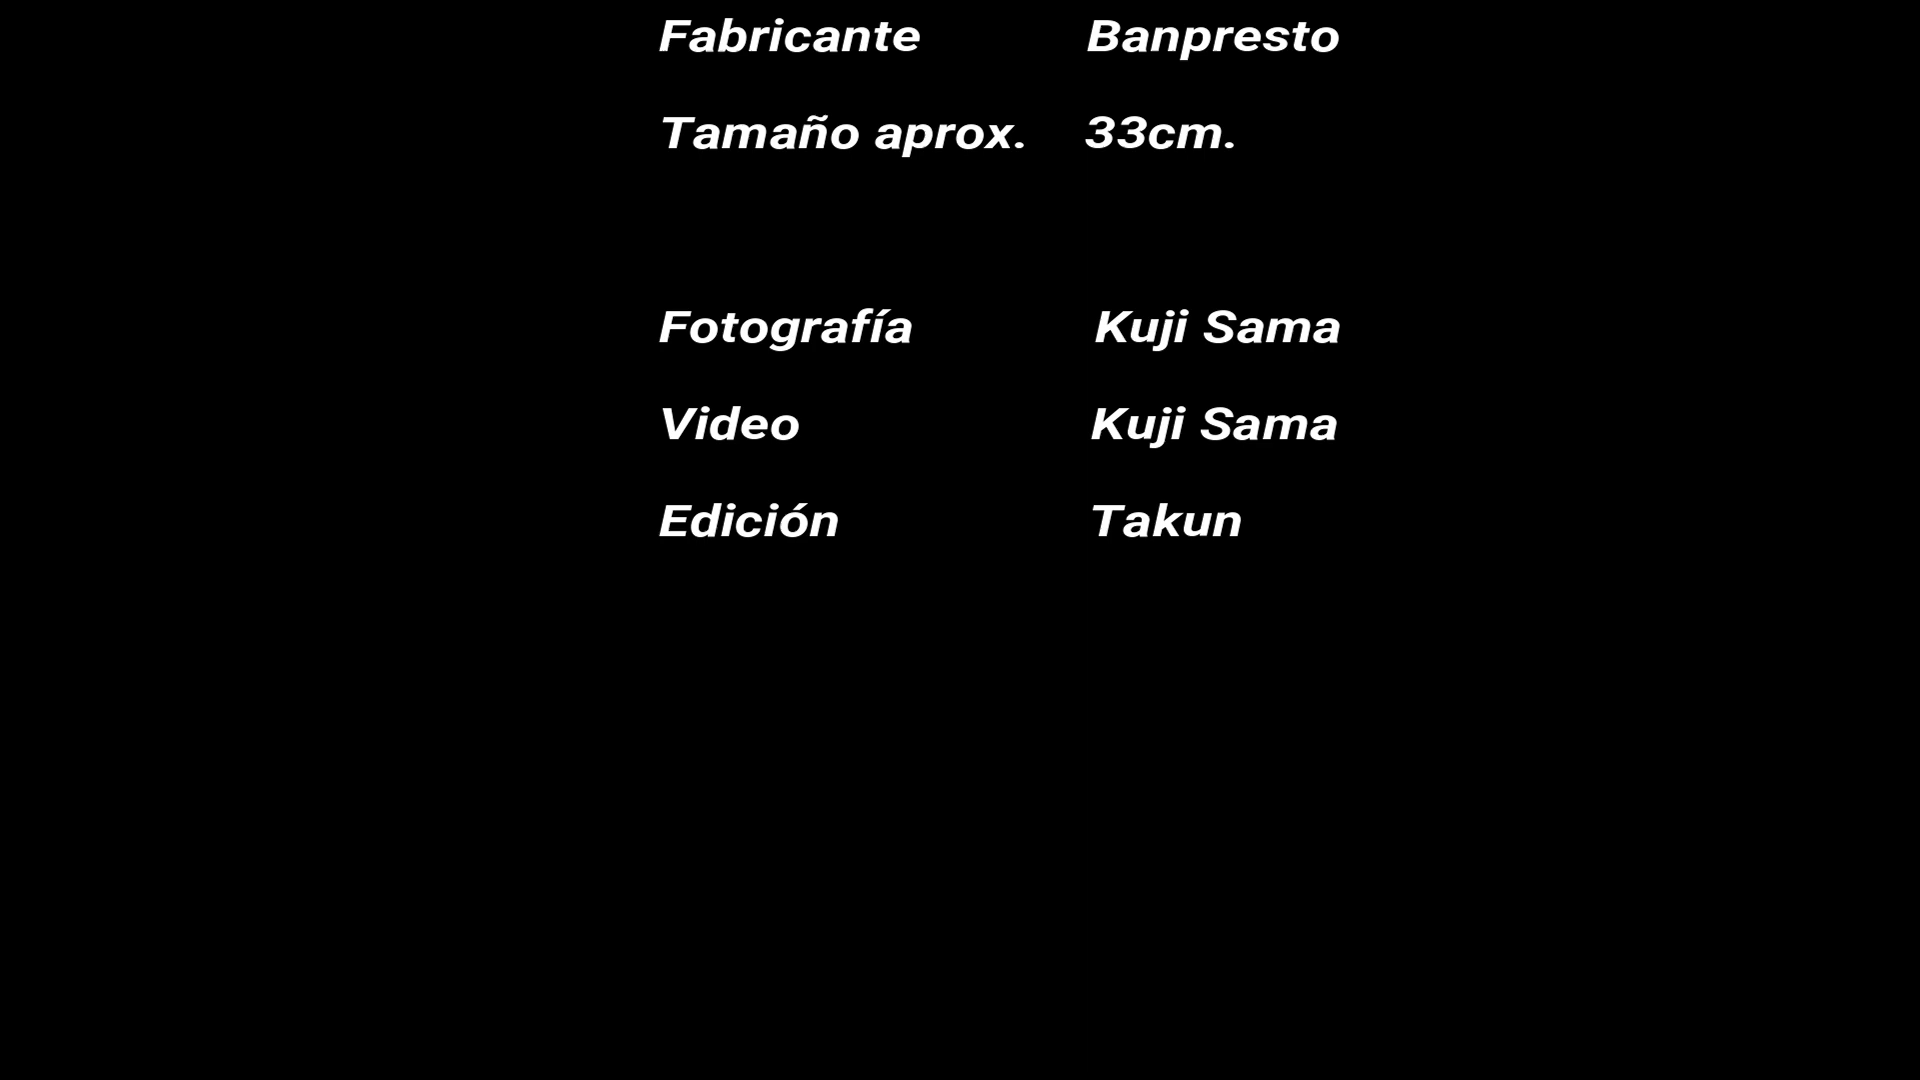 Fabricante Banpresto
Tamaño aprox. 33cm.
Fotografía Kuji Sama
Video Kuji Sama
Edición Takun